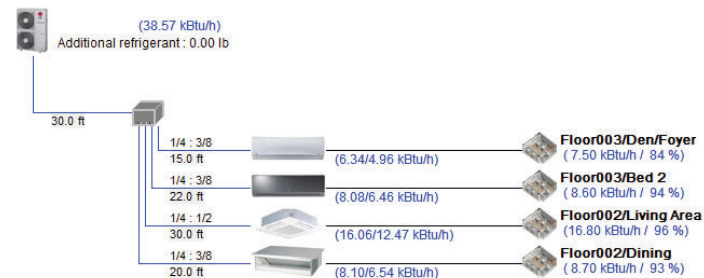 (38.57 kBtu/h)
Additional refrigerant : 0.00 lb
30.0 ft
1/4 : 3/8
15.0 ft
(6.34/4.96 kBtu/h)
Floor003/Den/Foyer
( 7.50 kBtu/h / 84 %)
1/4 : 3/8
22.0 ft
(8.08/6.46 kBtu/h)
Floor003/Bed 2
( 8.60 kBtu/h / 94 %)
1/4 : 1/2
30.0 ft
(16.06/12.47 kBtu/h)
Floor002/Living Area
(16.80 kBtu/h / 96 %)
1/4 : 3/8
20.0 ft
(8.10/6.54 kBtu/h)
Floor002/Dining
( 8.70 kBtu/h / 93 %)